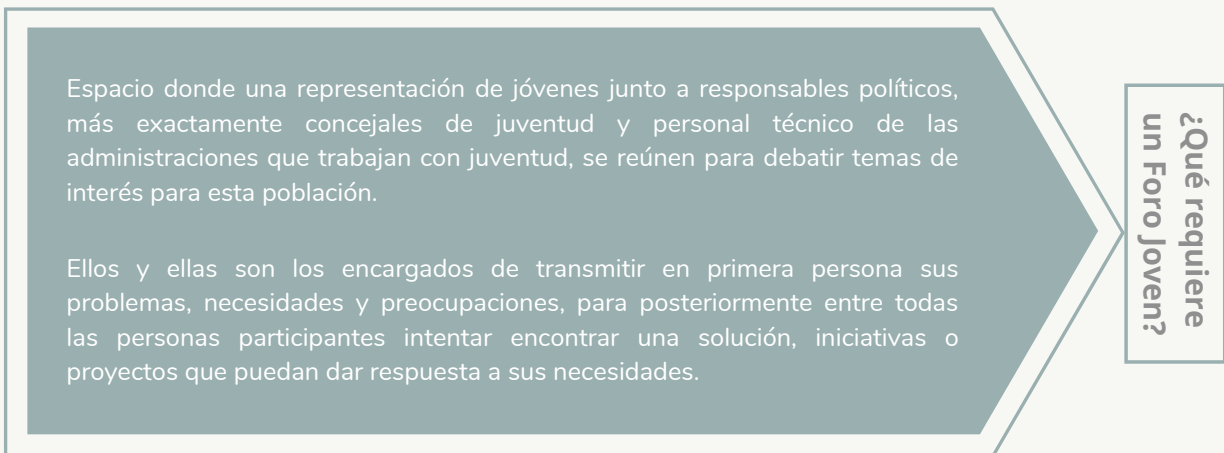 Espacio donde una representación de jóvenes junto a responsables políticos,
más exactamente concejales de juventud y personal técnico de las
administraciones que trabajan con juventud, se reúnen para debatir temas de
interés para esta población.
Ellos y ellas son los encargados de transmitir en primera persona sus
problemas, necesidades y preocupaciones, para posteriormente entre todas
las personas participantes intentar encontrar una solución, iniciativas o
proyectos que puedan dar respuesta a sus necesidades.
¿Qué requiere
un Foro Joven?